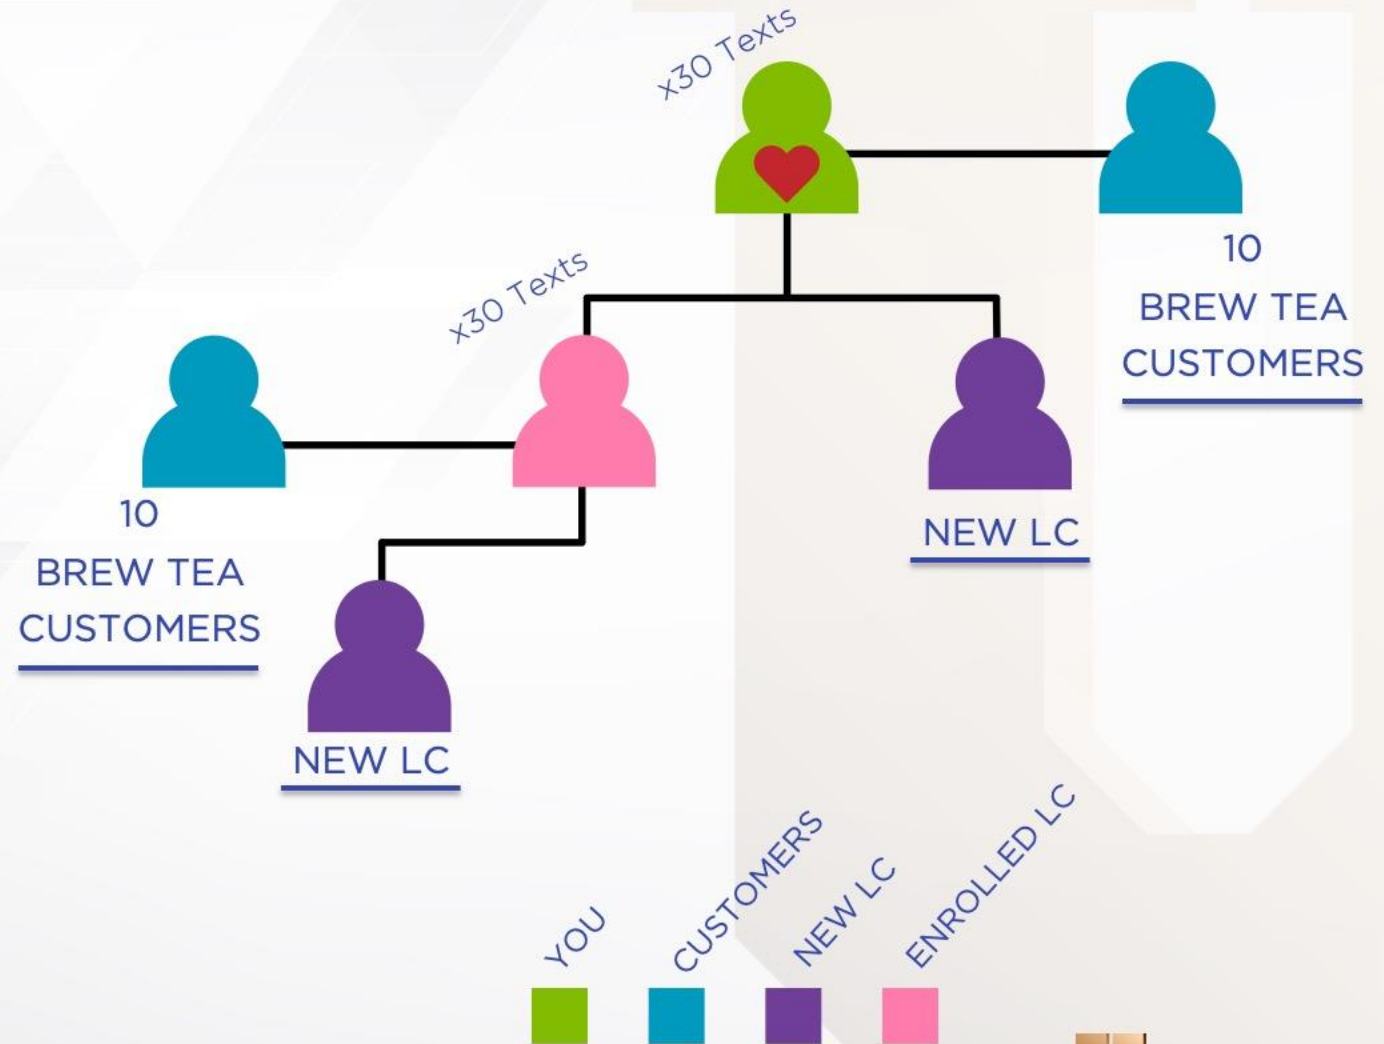 x30 Texts
10
BREW TEA
CUSTOMERS
x30 Texts
NEW LC
10
BREW TEA
CUSTOMERS
NEW LC
YOU
CUSTOMERS
NEW LC
ENROLLED LC